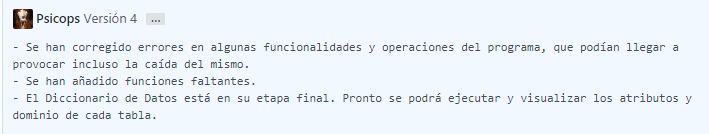 Psicops Versión 4 ...
- Se han corregido errores en algunas funcionalidades y operaciones del programa, que podían llegar a
provocar incluso la caída del mismo.
- Se han añadido funciones faltantes.
- El Diccionario de Datos está en su etapa final. Pronto se podrá ejecutar y visualizar los atributos y
dominio de cada tabla.